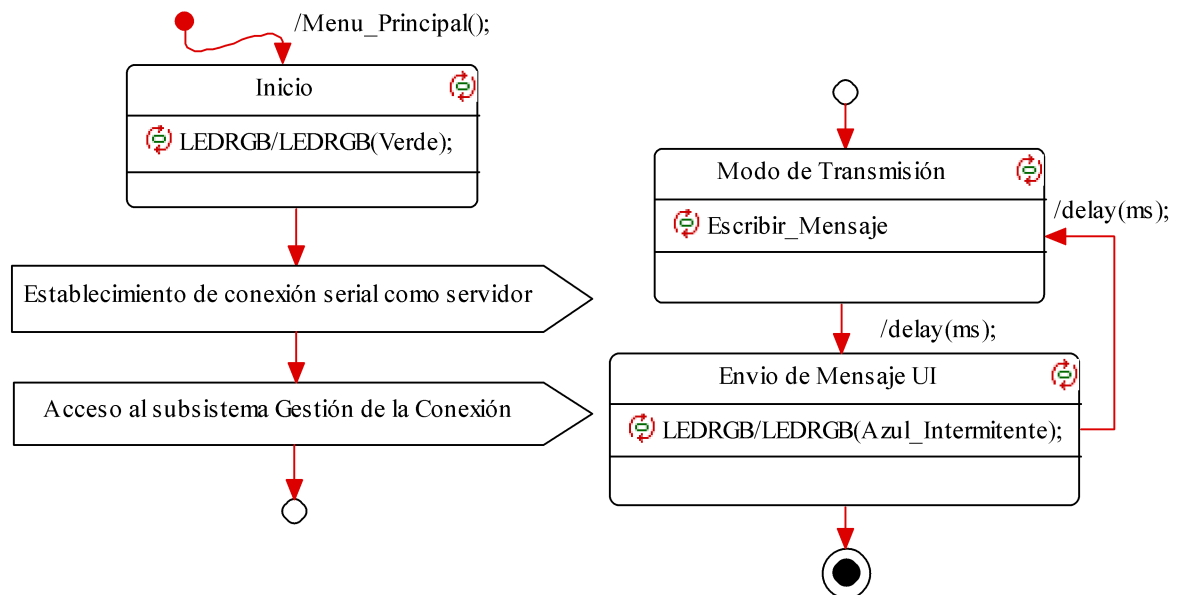 /Menu_Principal();
Inicio
LEDRGB/LEDRGB(Verde);
Establecimiento de conexión serial como servidor
Acceso al subsistema Gestión de la Conexión
Modo de Transmisión
Escribir_Mensaje
/delay(ms);
/delay(ms);
Envio de Mensaje UI
LEDRGB/LEDRGB(Azul_Intermitente);